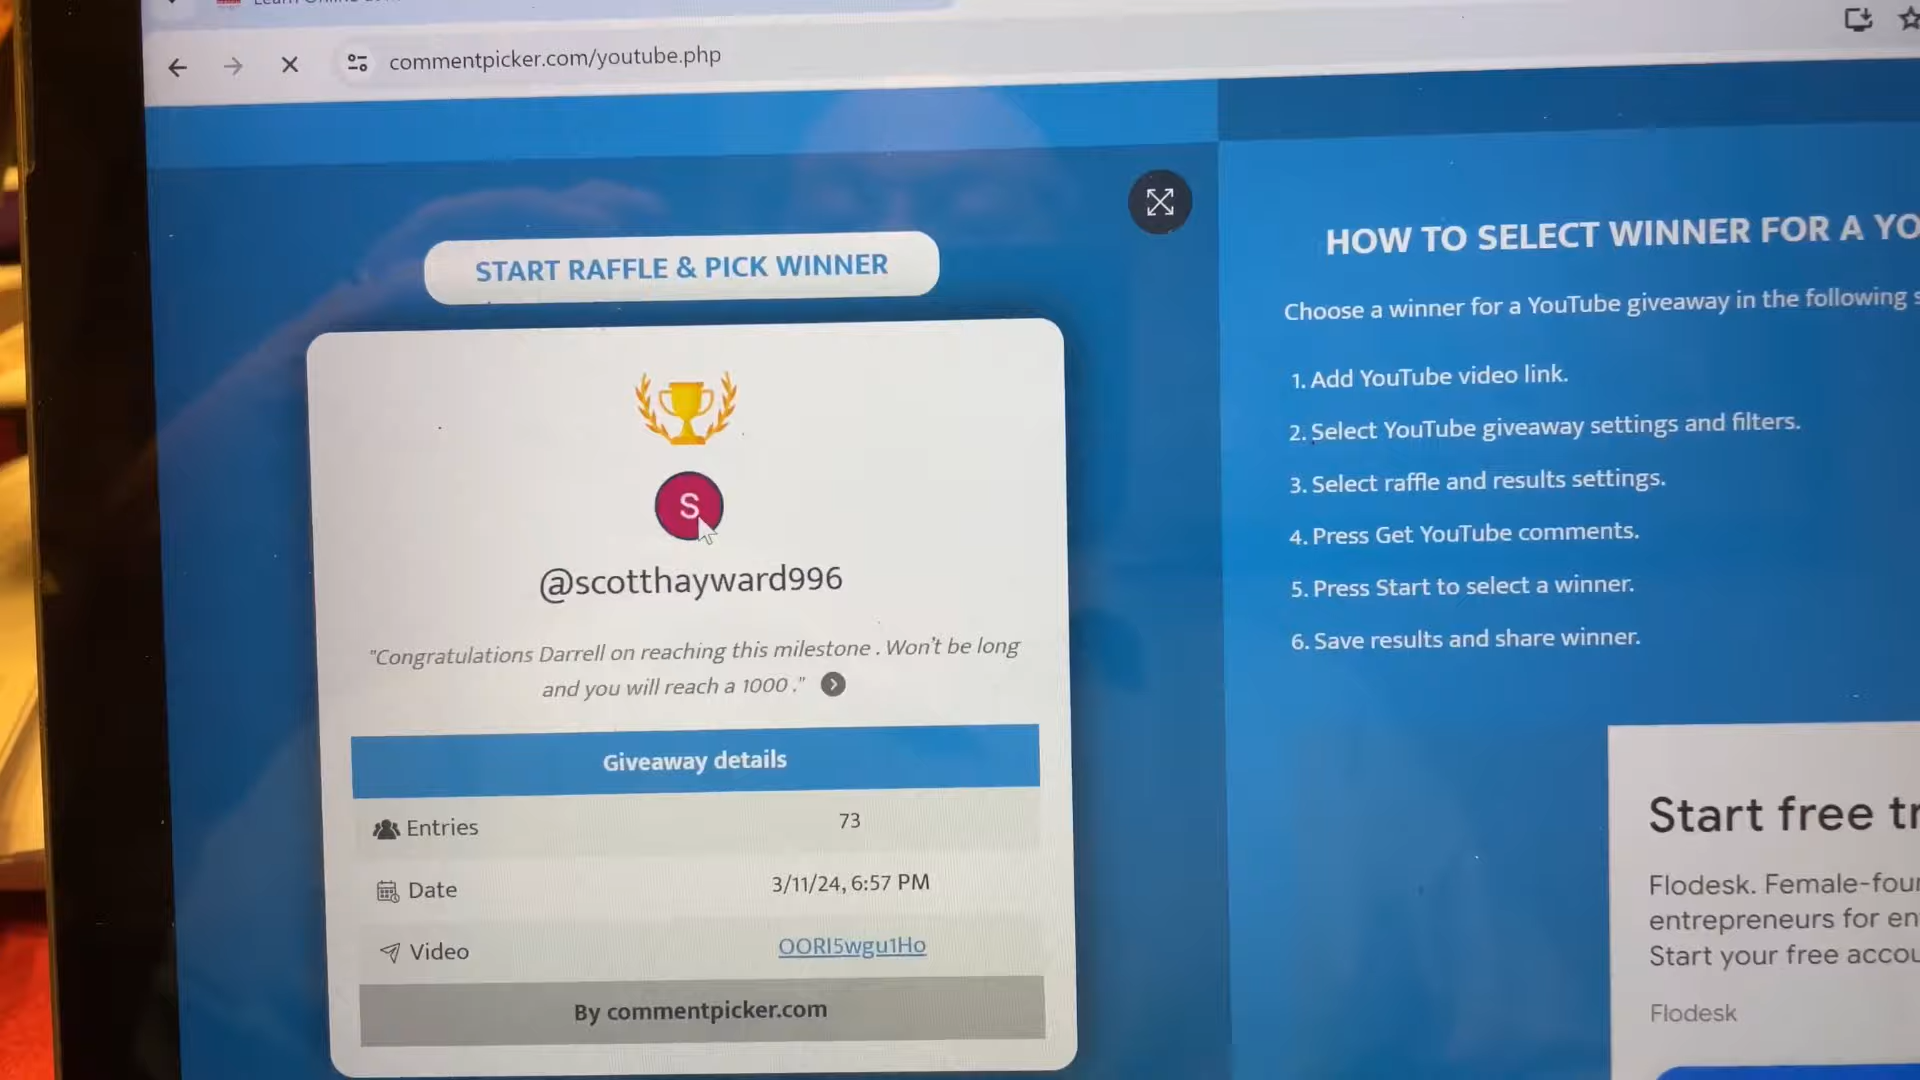 commentpicker.com/youtube.php
START RAFFLE & PICK WINNER
S
@scotthayward996
"Congratulations Darrell on reaching this milestone . Won't be long
and you will reach a 1000 ."
Giveaway details
Entries 73
Date 3/11/24, 6:57 PM
Video OORI5wgu1Ho
By commentpicker.com
HOW TO SELECT WINNER FOR A YO
Choose a winner for a YouTube giveaway in the following s
1. Add YouTube video link.
2. Select YouTube giveaway settings and filters.
3. Select raffle and results settings.
4. Press Get YouTube comments.
5. Press Start to select a winner.
6. Save results and share winner.
Start free tr
Flodesk. Female-four
entrepreneurs for en
Start your free accou
Flodesk